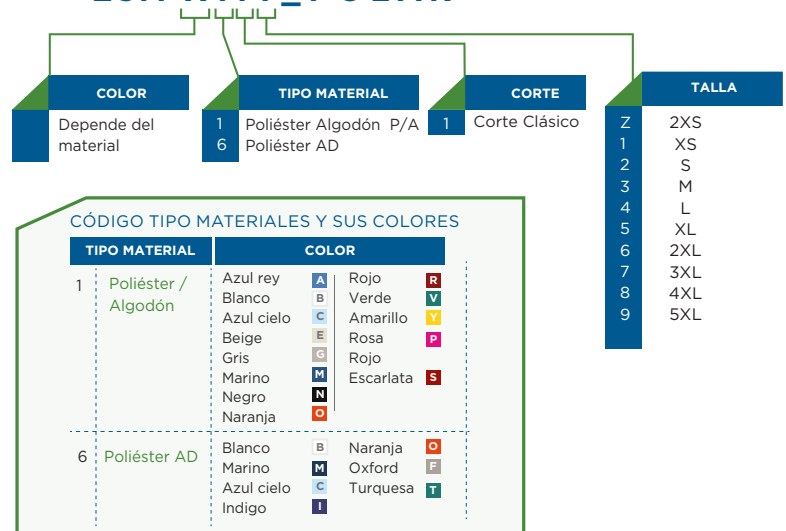 COLOR
Depende del
material
TIPO MATERIAL
1 Poliéster Algodón P/A
6 Poliéster AD
CORTE
1 Corte Clásico
TALLA
Z 2XS
1 XS
2 S
3 M
4 L
5 XL
6 2XL
7 3XL
8 4XL
9 5XL
CÓDIGO TIPO MATERIALES Y SUS COLORES
TIPO MATERIAL COLOR
1 Poliéster /
Algodón
Azul rey A
Blanco B
Azul cielo C
Beige E
Gris G
Marino M
Negro N
Naranja O
Rojo R
Verde V
Amarillo Y
Rosa P
Rojo
Escarlata S
6 Poliéster AD
Blanco B
Marino M
Azul cielo C
Indigo I
Naranja O
Oxford F
Turquesa T